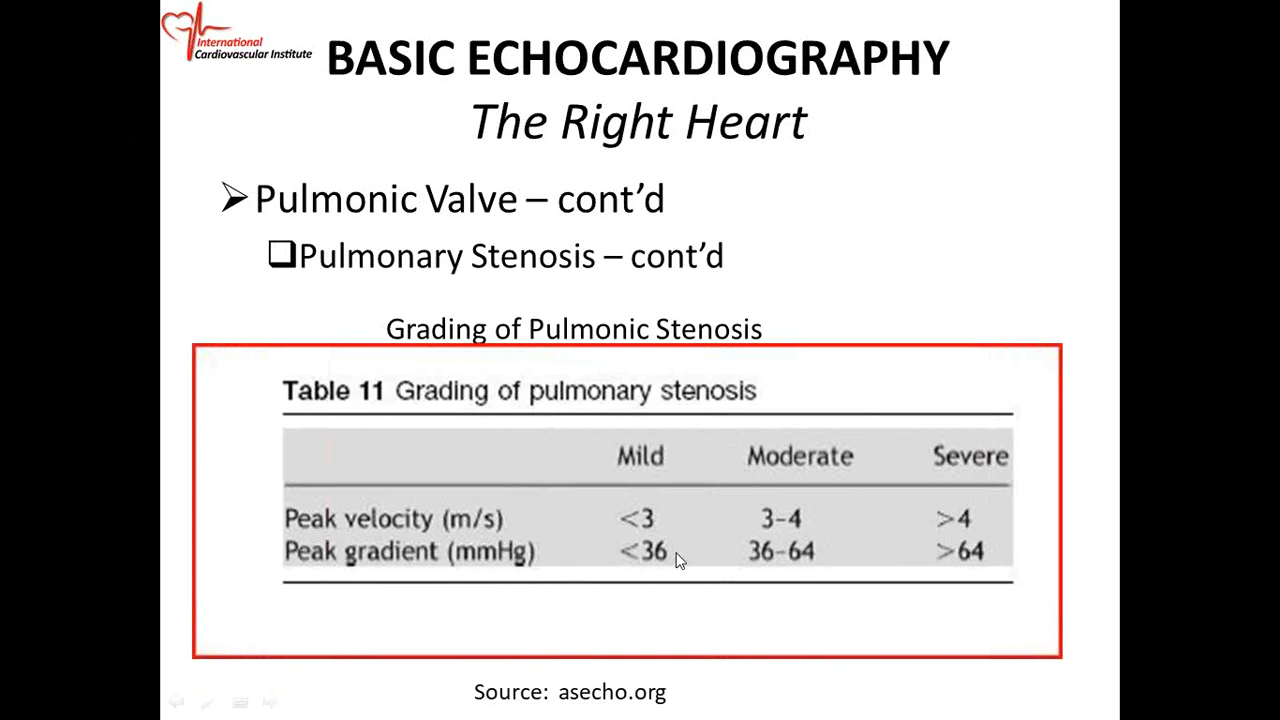 International
Cardiovascular Institute
BASIC ECHOCARDIOGRAPHY
The Right Heart
Pulmonic Valve – cont’d
Pulmonary Stenosis – cont’d
Grading of Pulmonic Stenosis
Table 11 Grading of pulmonary stenosis
Mild Moderate Severe
Peak velocity (m/s) <3 3–4 >4
Peak gradient (mmHg) <36 36–64 >64
Source: asecho.org